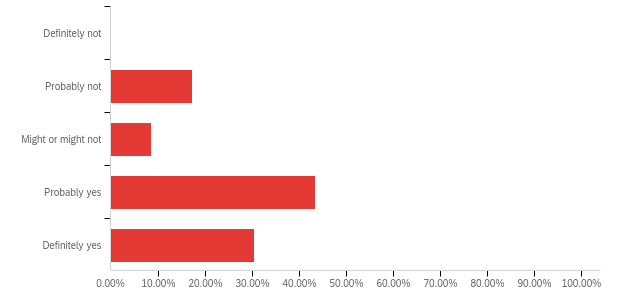 Definitely not
Probably not
Might or might not
Probably yes
Definitely yes
0.00% 10.00% 20.00% 30.00% 40.00% 50.00% 60.00% 70.00% 80.00% 90.00% 100.00%